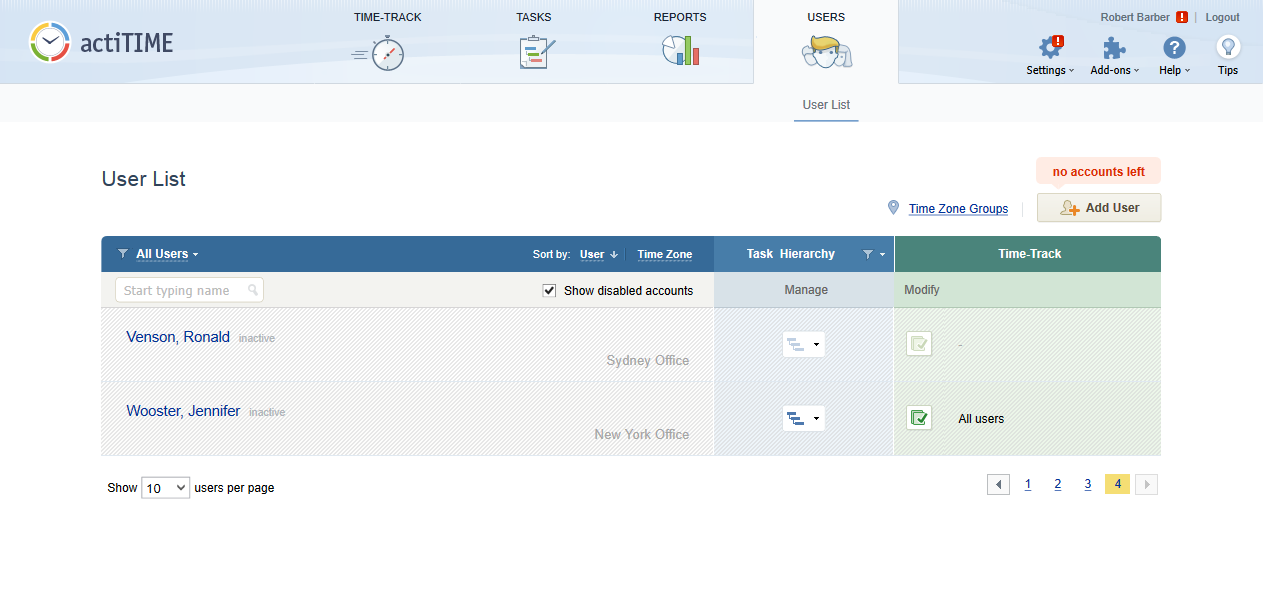 actiTIME
TIME-TRACK
TASKS
REPORTS
USERS
Robert Barber ! | Logout
Settings
Add-ons
Help
Tips
User List
User List
no accounts left
Time Zone Groups
Add User
All Users
Sort by: User ↓ Time Zone
Task Hierarchy
Time-Track
Start typing name
Show disabled accounts
Manage
Modify
Venson, Ronald inactive
Sydney Office
-
Wooster, Jennifer inactive
New York Office
All users
Show 10 users per page
1 2 3 4